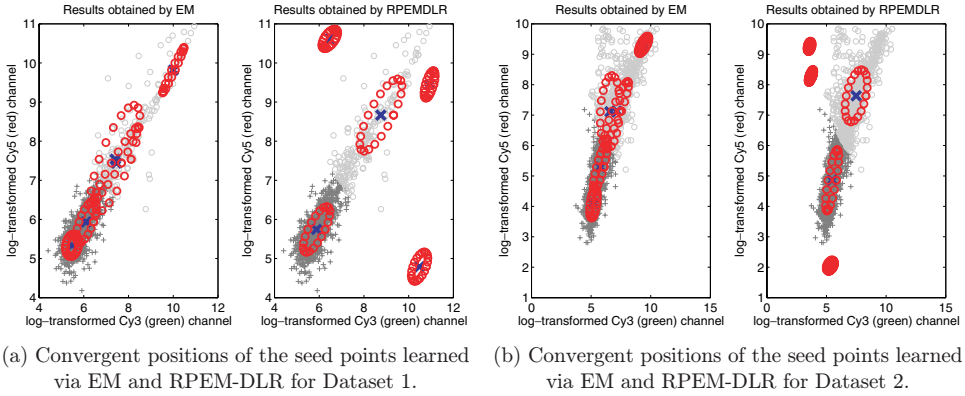 Results obtained by EM
Results obtained by RPEMDLR
Results obtained by EM
Results obtained by RPEMDLR
log−transformed Cy5 (red) channel
11
10
9
8
7
6
5
4
4 6 8 10 12
log−transformed Cy3 (green) channel
log−transformed Cy5 (red) channel
11
10
9
8
7
6
5
4
4 6 8 10 12
log−transformed Cy3 (green) channel
log−transformed Cy5 (red) channel
10
9
8
7
6
5
4
3
2
1
0 5 10 15
log−transformed Cy3 (green) channel
log−transformed Cy5 (red) channel
10
9
8
7
6
5
4
3
2
1
0 5 10 15
log−transformed Cy3 (green) channel
(a) Convergent positions of the seed points learned
via EM and RPEM-DLR for Dataset 1.
(b) Convergent positions of the seed points learned
via EM and RPEM-DLR for Dataset 2.